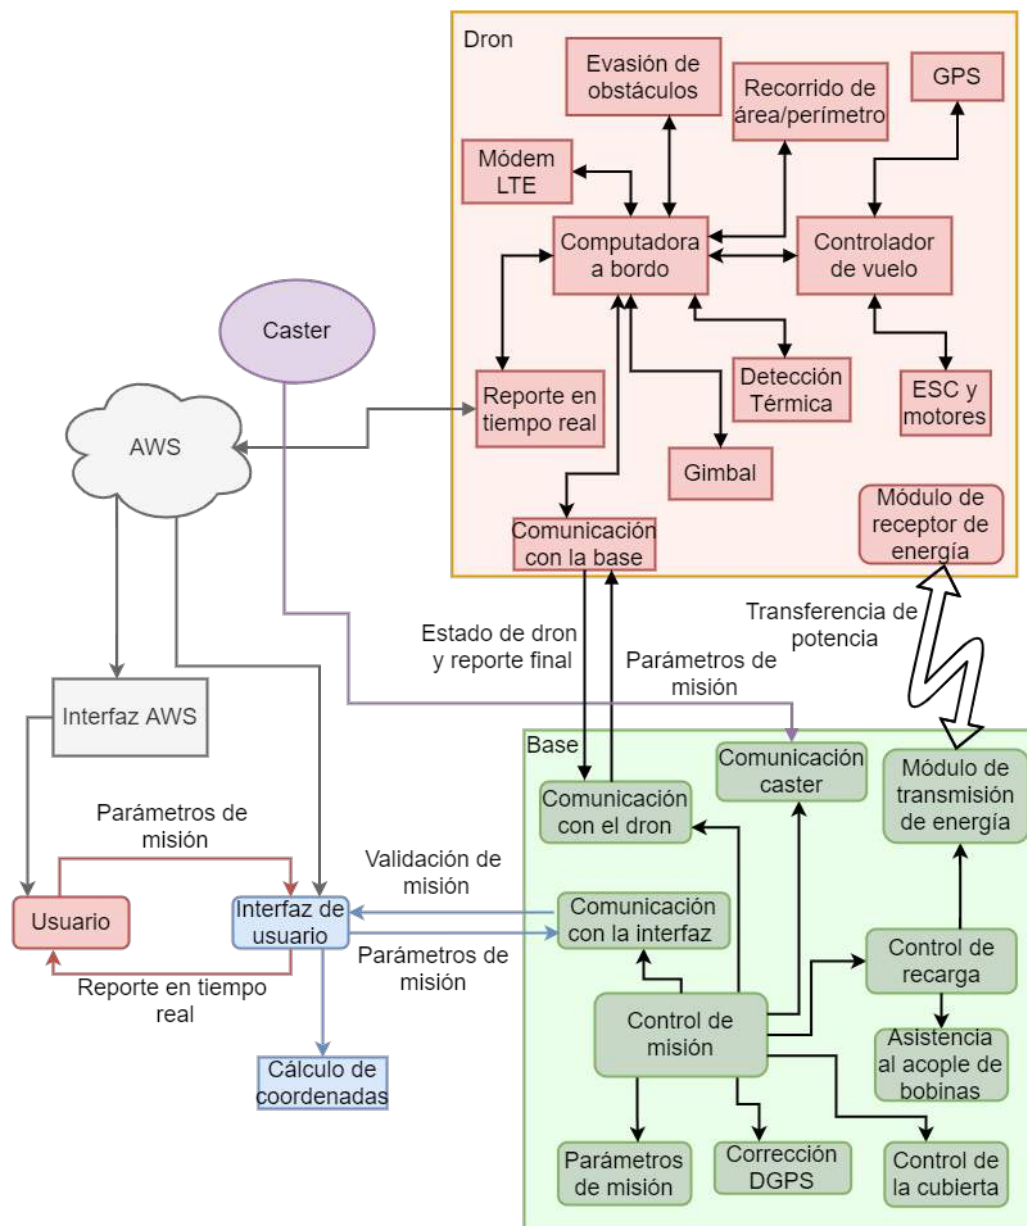 Dron
Evasión de
obstáculos
Recorrido de
área/perímetro
GPS
Módem
LTE
Computadora
a bordo
Controlador
de vuelo
Caster
Reporte en
tiempo real
Detección
Térmica
ESC y
motores
AWS
Gimbal
Módulo de
receptor de
energía
Comunicación
con la base
Estado de dron
y reporte final
Parámetros de
misión
Transferencia de
potencia
Interfaz AWS
Base
Comunicación
caster
Módulo de
transmisión
de energía
Comunicación
con el dron
Parámetros de
misión
Validación de
misión
Usuario
Interfaz de
usuario
Comunicación
con la interfaz
Parámetros de
misión
Reporte en tiempo
real
Control de
recarga
Control de
misión
Asistencia
al acople de
bobinas
Cálculo de
coordenadas
Parámetros
de misión
Corrección
DGPS
Control de
la cubierta